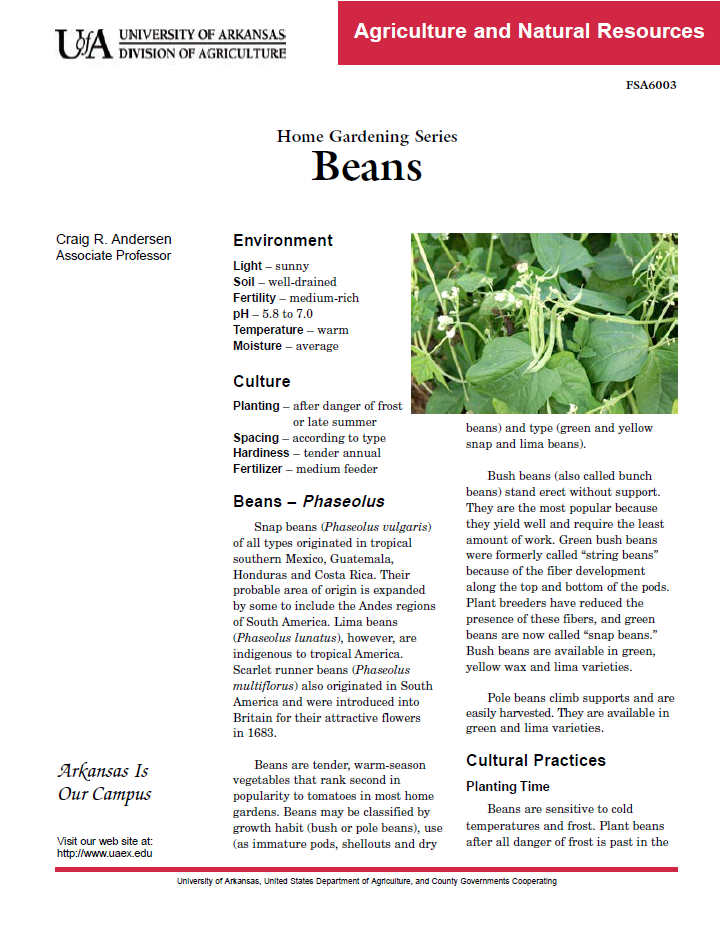 UofA UNIVERSITY OF ARKANSAS
DIVISION OF AGRICULTURE
Agriculture and Natural Resources
FSA6003
Home Gardening Series
Beans
Craig R. Andersen
Associate Professor
Environment
Light – sunny
Soil – well-drained
Fertility – medium-rich
pH – 5.8 to 7.0
Temperature – warm
Moisture – average
Culture
Planting – after danger of frost
or late summer
Spacing – according to type
Hardiness – tender annual
Fertilizer – medium feeder
Beans – Phaseolus
Snap beans (Phaseolus vulgaris)
of all types originated in tropical
southern Mexico, Guatemala,
Honduras and Costa Rica. Their
probable area of origin is expanded
by some to include the Andes regions
of South America. Lima beans
(Phaseolus lunatus), however, are
indigenous to tropical America.
Scarlet runner beans (Phaseolus
multiflorus) also originated in South
America and were introduced into
Britain for their attractive flowers
in 1683.
Beans are tender, warm-season
vegetables that rank second in
popularity to tomatoes in most home
gardens. Beans may be classified by
growth habit (bush or pole beans), use
(as immature pods, shellouts and dry
beans) and type (green and yellow
snap and lima beans).
Bush beans (also called bunch
beans) stand erect without support.
They are the most popular because
they yield well and require the least
amount of work. Green bush beans
were formerly called “string beans”
because of the fiber development
along the top and bottom of the pods.
Plant breeders have reduced the
presence of these fibers, and green
beans are now called “snap beans.”
Bush beans are available in green,
yellow wax and lima varieties.
Pole beans climb supports and are
easily harvested. They are available in
green and lima varieties.
Cultural Practices
Planting Time
Beans are sensitive to cold
temperatures and frost. Plant beans
after all danger of frost is past in the
Arkansas Is
Our Campus
Visit our web site at:
http://www.uaex.edu
University of Arkansas, United States Department of Agriculture, and County Governments Cooperating